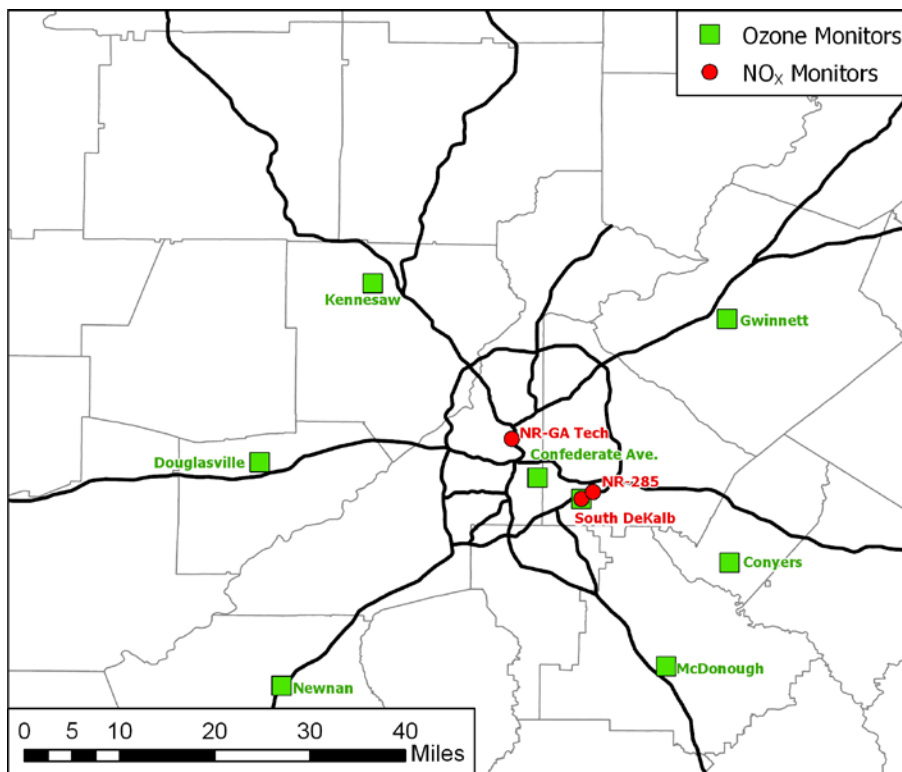 Ozone Monitors
NOX Monitors
Kennesaw
Gwinnett
NR-GA Tech
Confederate Ave.
Douglasville
NR-285
South DeKalb
Conyers
McDonough
Newnan
0 5 10 20 30 40
Miles